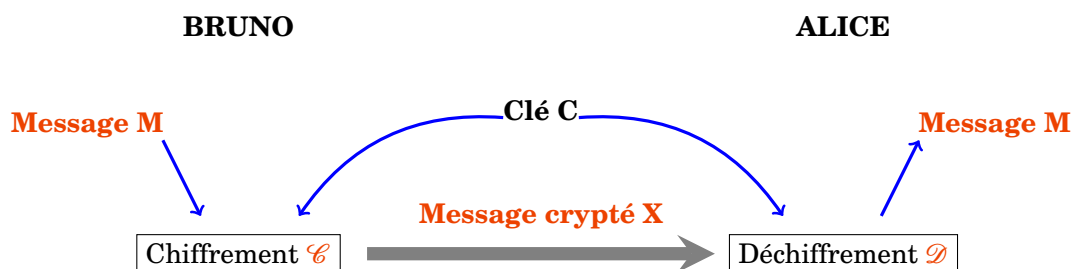 BRUNO ALICE
Clé C
Message M Message M
Message crypté X
Chiffrement 𝒞 Déchiffrement 𝒟